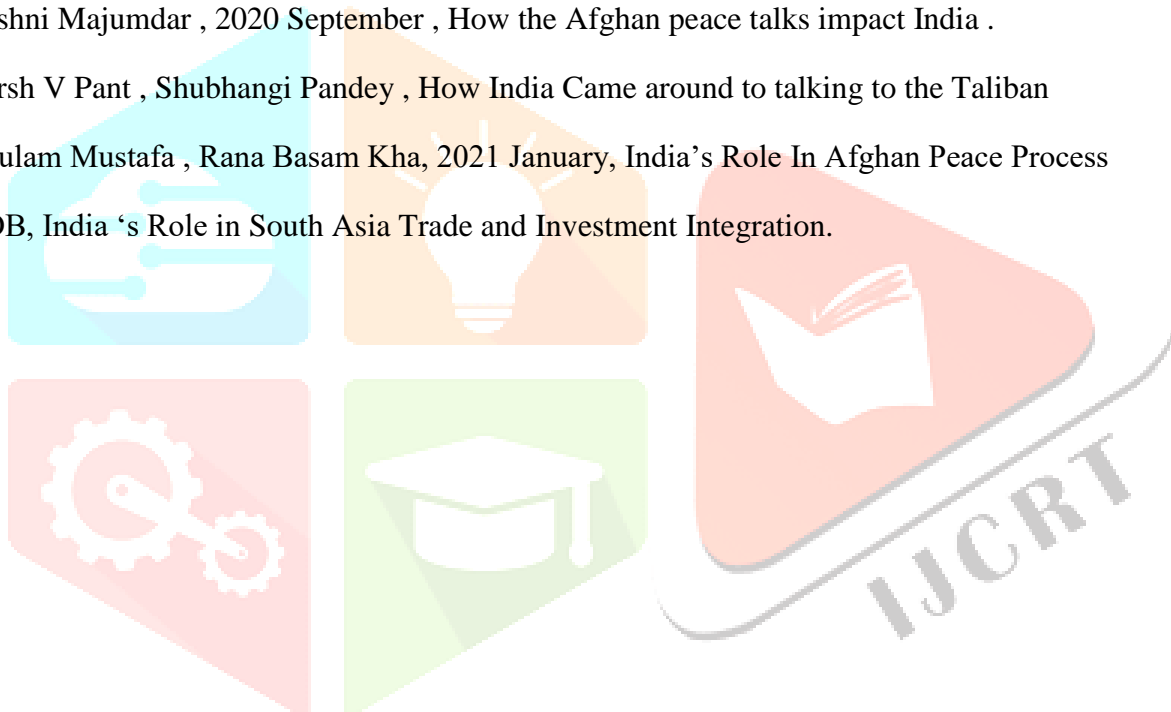 shni Majumdar , 2020 September , How the Afghan peace talks impact India .
rsh V Pant , Shubhangi Pandey , How India Came around to talking to the Taliban
ulam Mustafa , Rana Basam Kha, 2021 January, India’s Role In Afghan Peace Process
DB, India ‘s Role in South Asia Trade and Investment Integration.
IJCRT